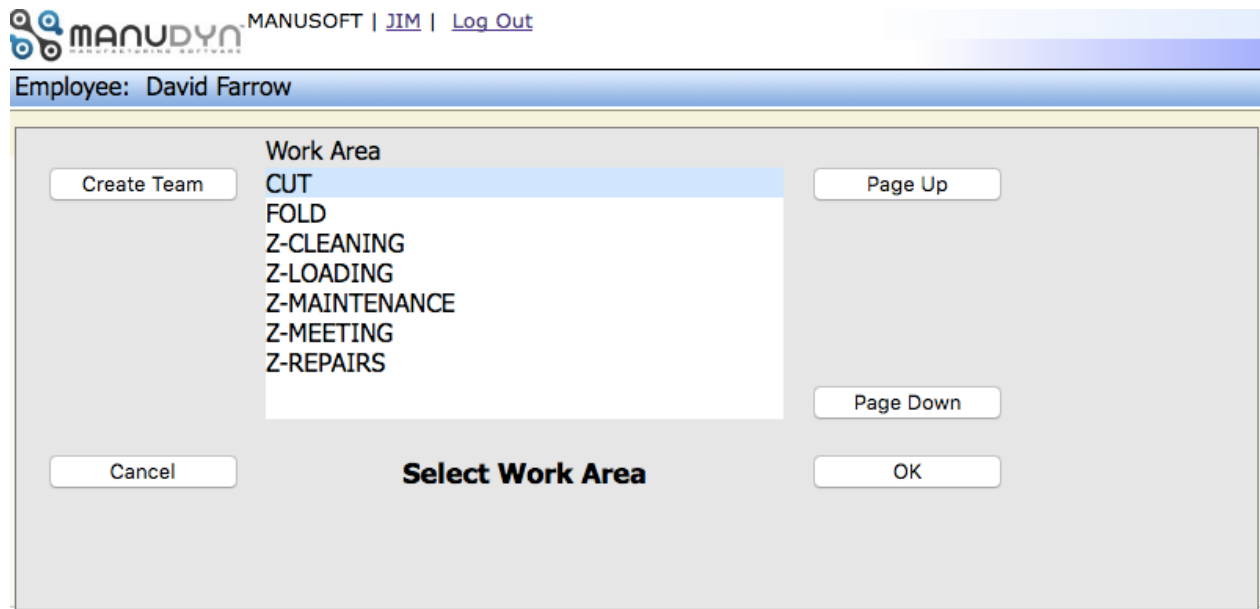 MANUDYN MANUSOFT | JIM | Log Out
MANUFACTURING SOFTWARE
Employee: David Farrow
Work Area
Create Team CUT Page Up
FOLD
Z-CLEANING
Z-LOADING
Z-MAINTENANCE
Z-MEETING
Z-REPAIRS
Page Down
Cancel Select Work Area OK